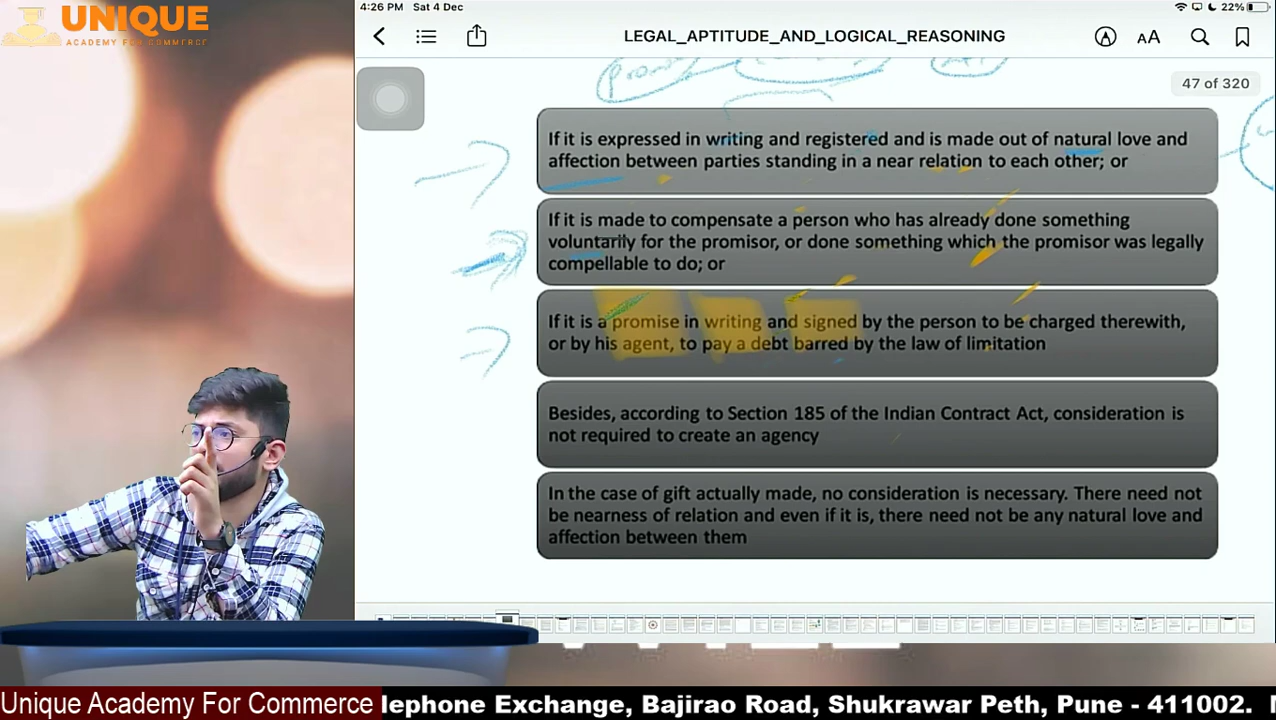 UNIQUE
ACADEMY FOR COMMERCE
4:26 PM Sat 4 Dec
22%
LEGAL_APTITUDE_AND_LOGICAL_REASONING
AA
47 of 320
If it is expressed in writing and registered and is made out of natural love and
affection between parties standing in a near relation to each other; or
If it is made to compensate a person who has already done something
voluntarily for the promisor, or done something which the promisor was legally
compellable to do; or
If it is a promise in writing and signed by the person to be charged therewith,
or by his agent, to pay a debt barred by the law of limitation
Besides, according to Section 185 of the Indian Contract Act, consideration is
not required to create an agency
In the case of gift actually made, no consideration is necessary. There need not
be nearness of relation and even if it is, there need not be any natural love and
affection between them
Unique Academy For Commerce
lephone Exchange, Bajirao Road, Shukrawar Peth, Pune - 411002.